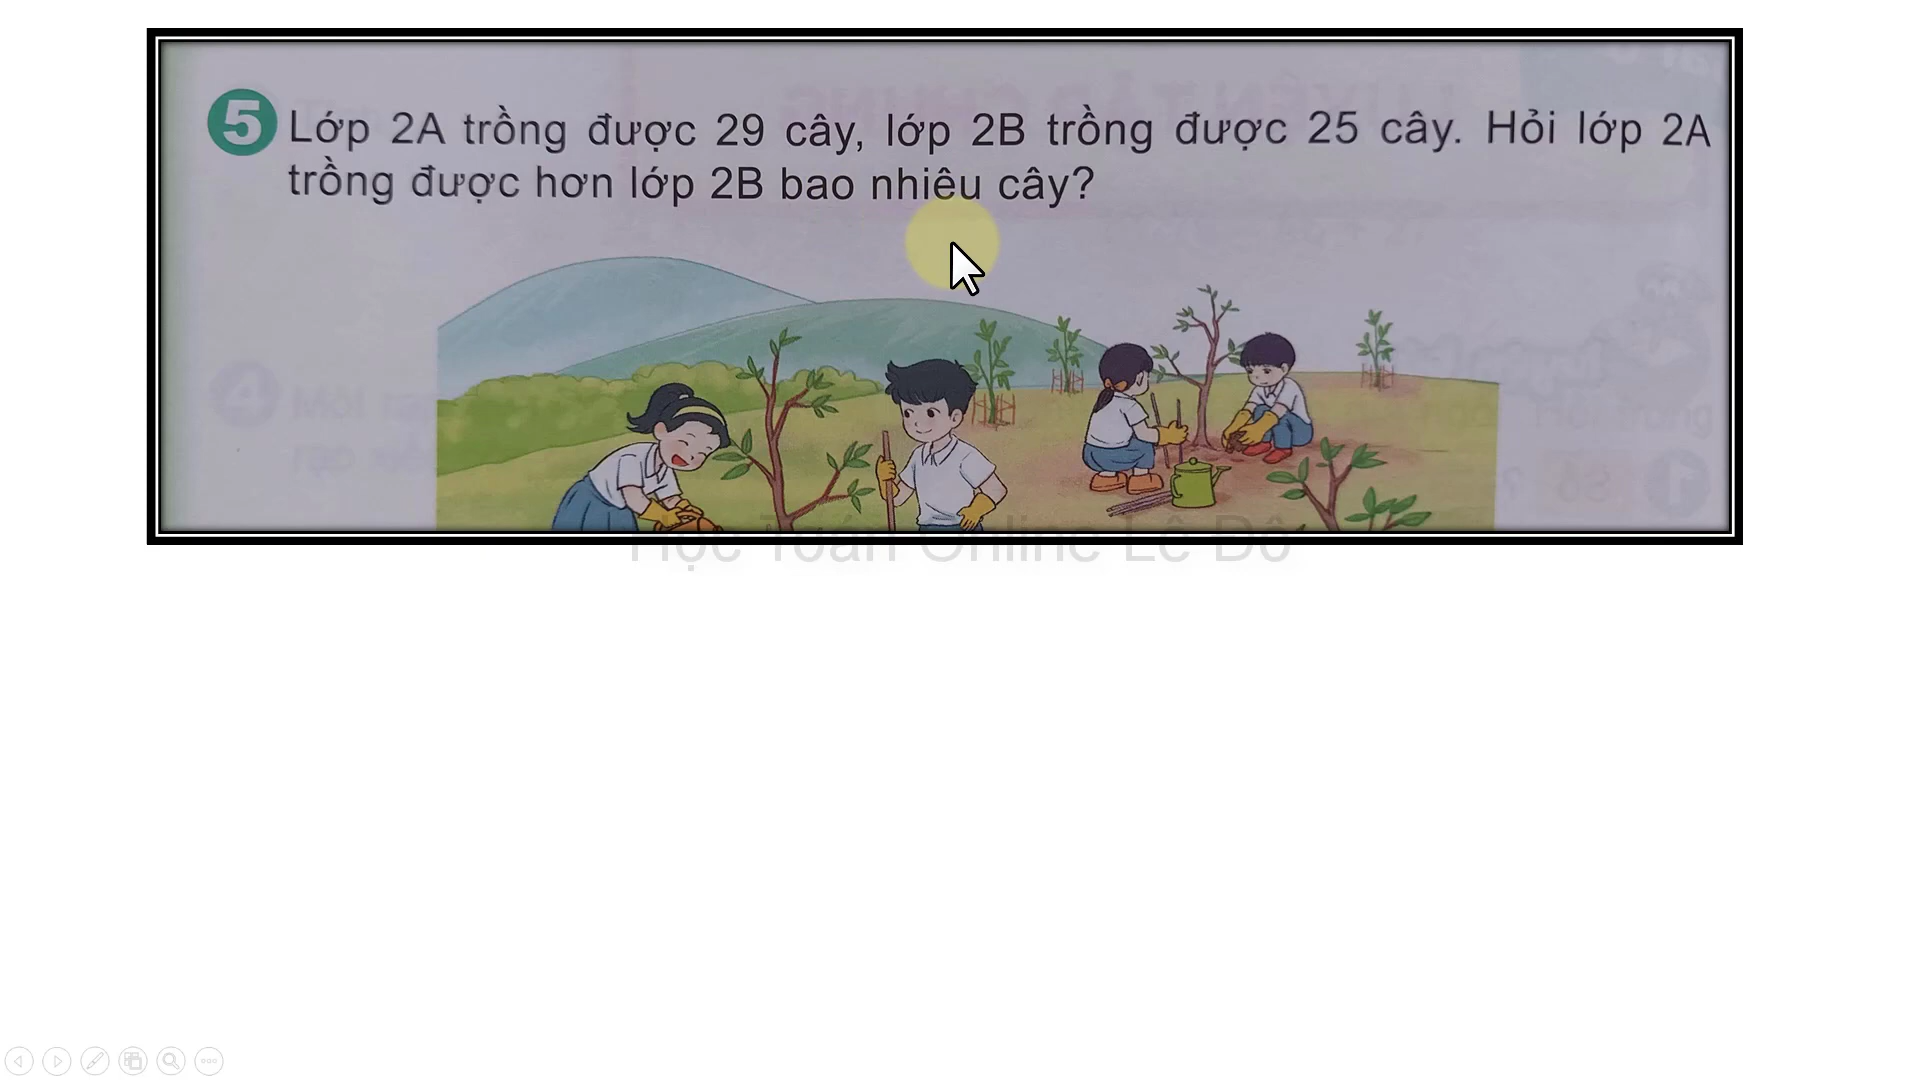 5 Lớp 2A trồng được 29 cây, lớp 2B trồng được 25 cây. Hỏi lớp 2A
trồng được hơn lớp 2B bao nhiêu cây?
Học Toán Online Lê Đô